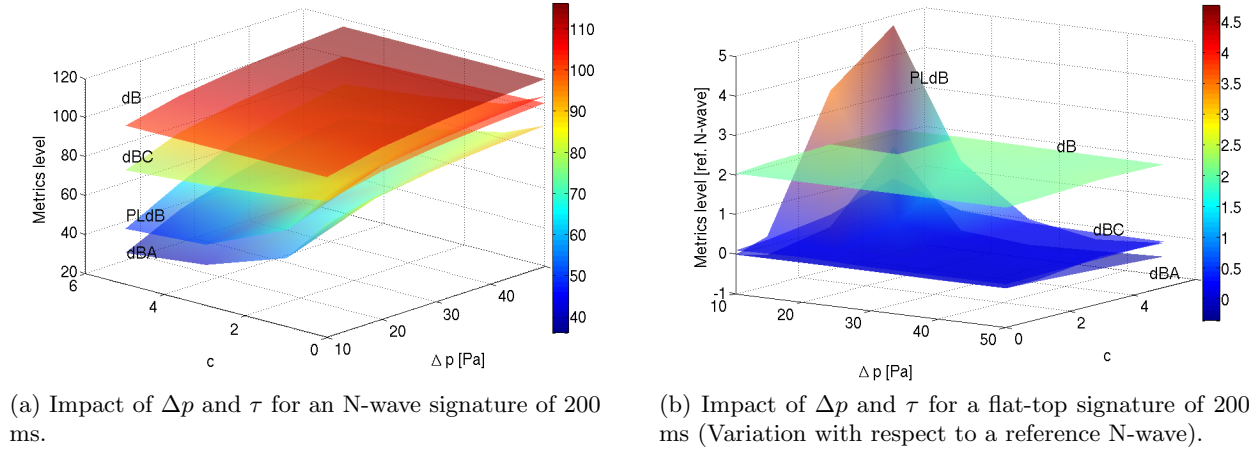 120
100
80
60
40
20
Metrics level
6
4
2
0
c
10
20
30
40
Δ p [Pa]
dB
dBC
PLdB
dBA
110
100
90
80
70
60
50
40
5
4
3
2
1
0
-1
Metrics level [ref. N-wave]
10
20
30
40
50
Δ p [Pa]
0
2
4
c
PLdB
dB
dBC
dBA
4.5
4
3.5
3
2.5
2
1.5
1
0.5
0
(a) Impact of Δp and τ for an N-wave signature of 200
ms.
(b) Impact of Δp and τ for a flat-top signature of 200
ms (Variation with respect to a reference N-wave).